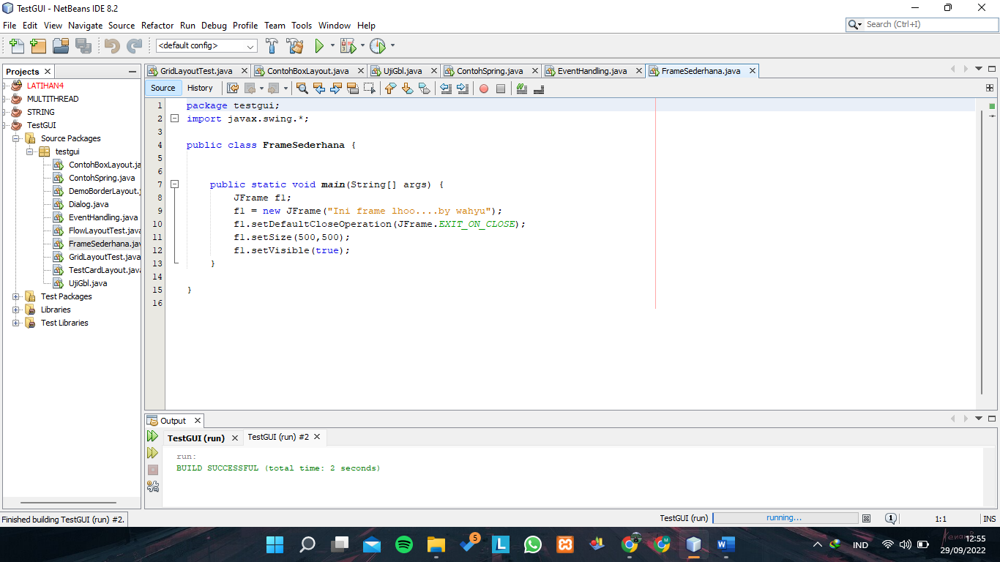 TestGUI - NetBeans IDE 8.2
File Edit View Navigate Source Refactor Run Debug Profile Team Tools Window Help
Search (Ctrl+I)
<default config>
Projects
GridLayoutTest.java ContohBoxLayout.java UjiGbl.java ContohSpring.java EventHandling.java FrameSederhana.java
Source History
LATIHAN4
MULTITHREAD
STRING
TestGUI
Source Packages
testgui
ContohBoxLayout.ja
ContohSpring.java
DemoBorderLayout.
Dialog.java
EventHandling.java
FlowLayoutTest.java
FrameSederhana.jav
GridLayoutTest.java
TestCardLayout.java
UjiGbl.java
Test Packages
Libraries
Test Libraries
1 package testgui;
2 import javax.swing.*;
3
4 public class FrameSederhana {
5
6
7 public static void main(String[] args) {
8 JFrame f1;
9 f1 = new JFrame("Ini frame lhoo....by wahyu");
10 f1.setDefaultCloseOperation(JFrame.EXIT_ON_CLOSE);
11 f1.setSize(500,500);
12 f1.setVisible(true);
13 }
14
15 }
16
Output
TestGUI (run) TestGUI (run) #2
run:
BUILD SUCCESSFUL (total time: 2 seconds)
Finished building TestGUI (run) #2.
TestGUI (run) running... 1 1:1 INS
5
L
W
IND
12:55
29/09/2022